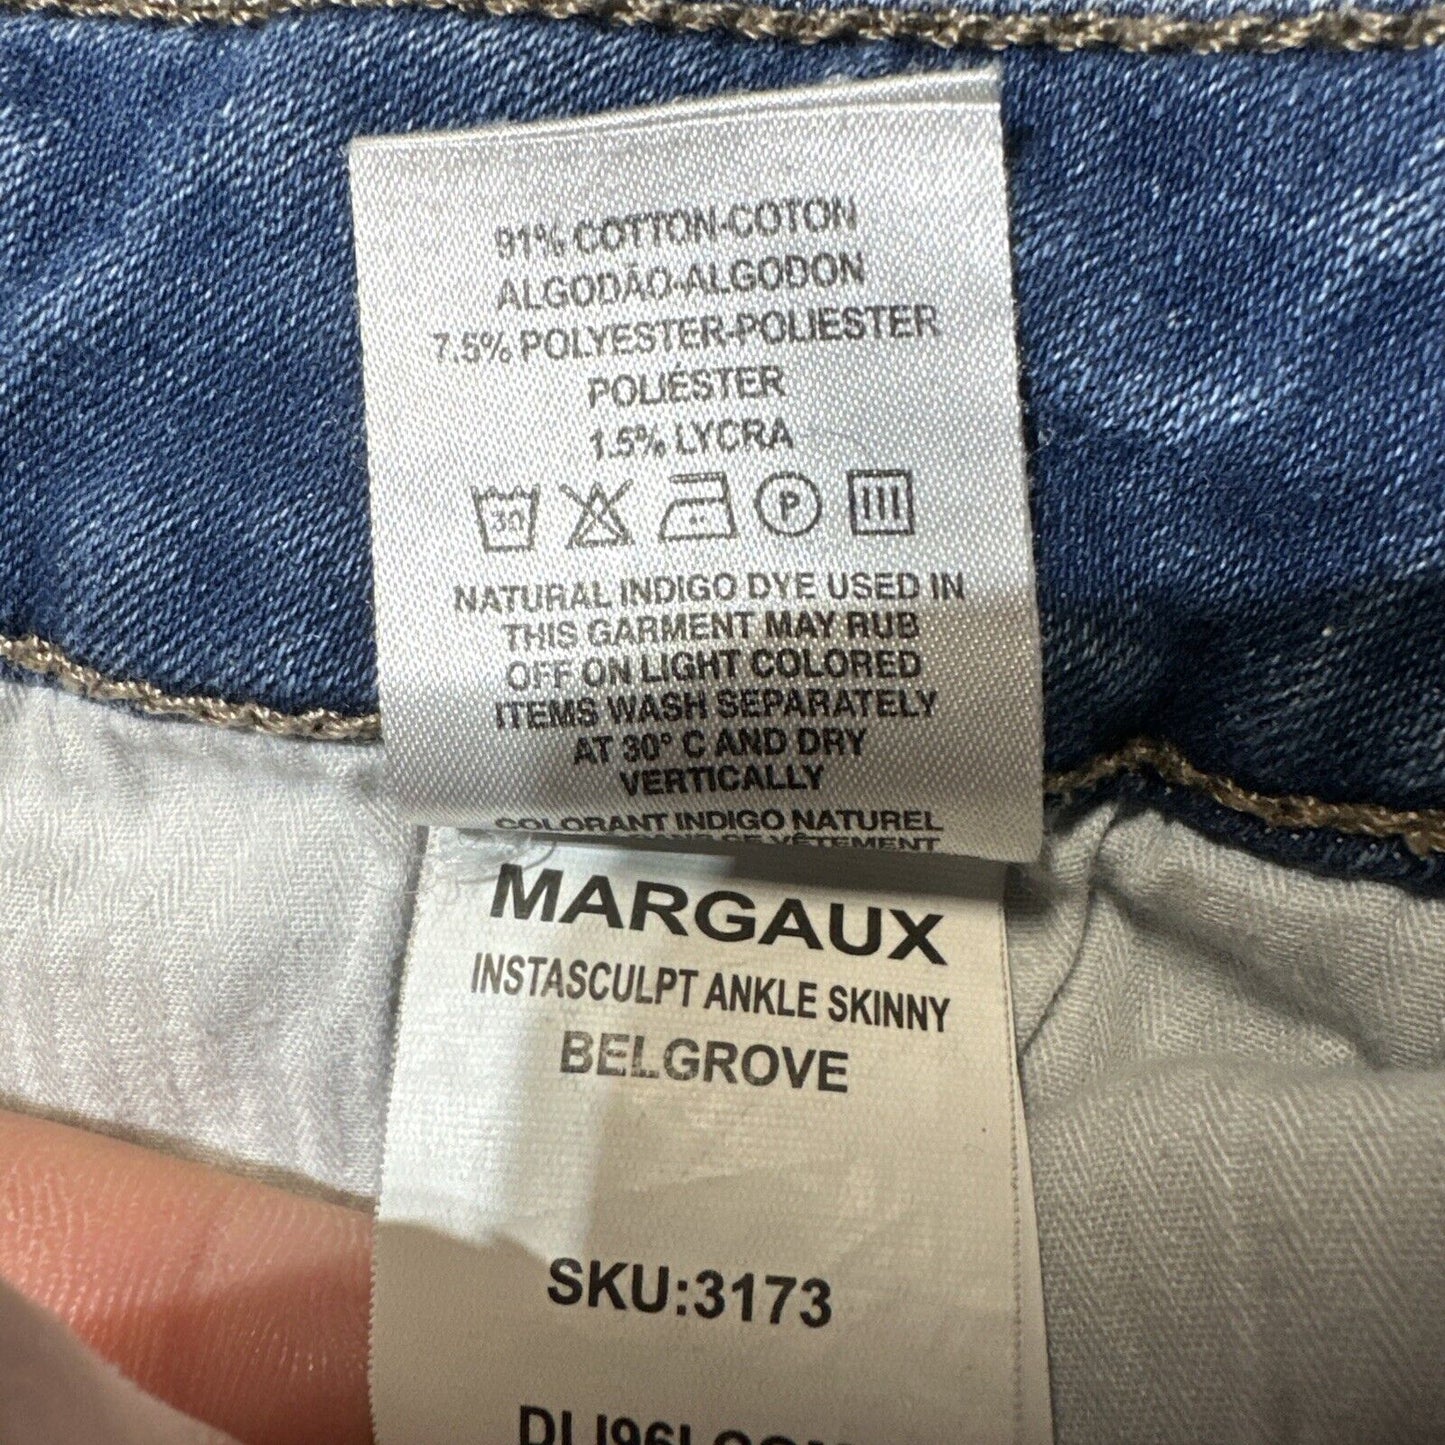 91% COTTON-COTON
ALGODÃO-ALGODON
7.5% POLYESTER-POLIESTER
POLIÉSTER
1.5% LYCRA
30 P
NATURAL INDIGO DYE USED IN
THIS GARMENT MAY RUB
OFF ON LIGHT COLORED
ITEMS WASH SEPARATELY
AT 30° C AND DRY
VERTICALLY
COLORANT INDIGO NATUREL
VÊTEMENT
MARGAUX
INSTASCULPT ANKLE SKINNY
BELGROVE
SKU:3173